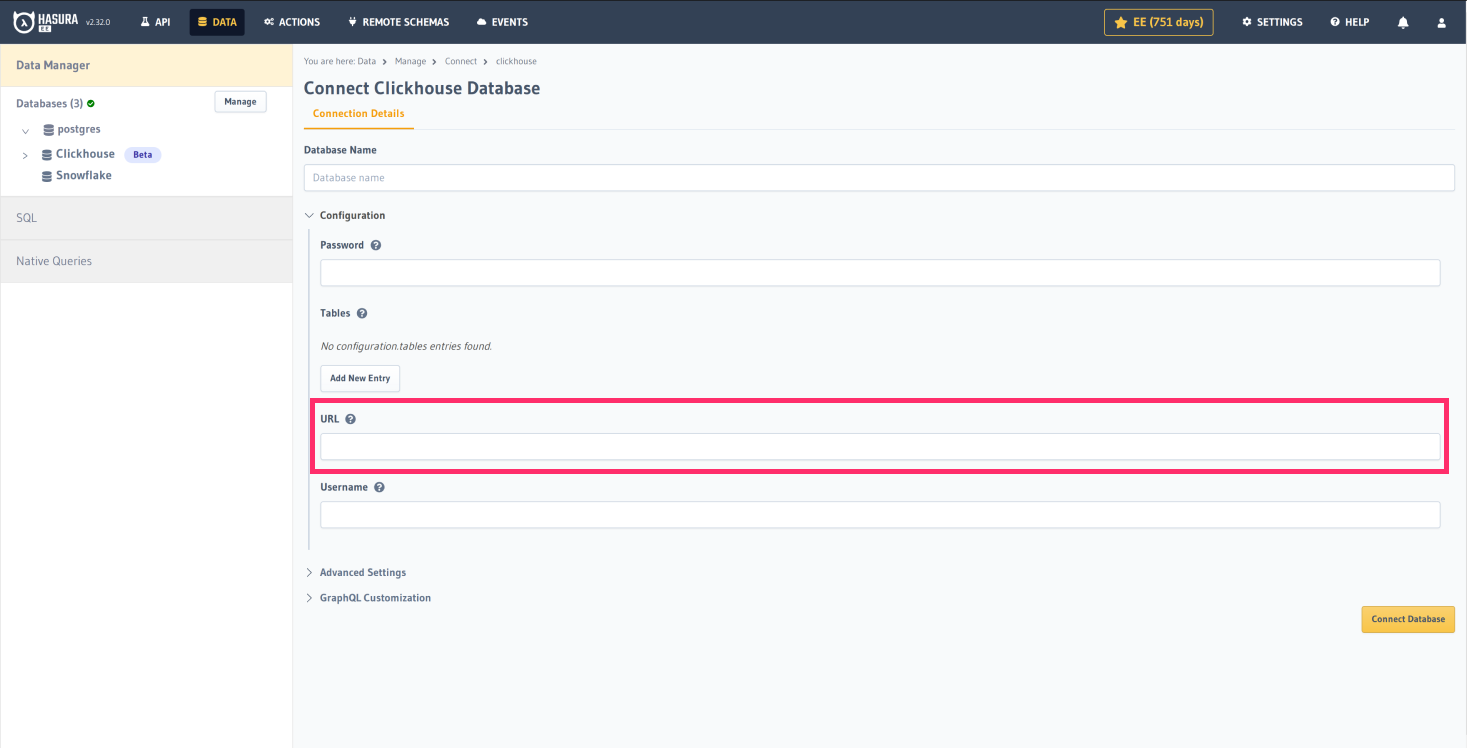 HASURA EE v2.32.0 API DATA ACTIONS REMOTE SCHEMAS EVENTS EE (751 days) SETTINGS HELP
Data Manager
Databases (3) Manage
postgres
Clickhouse Beta
Snowflake
SQL
Native Queries
You are here: Data > Manage > Connect > clickhouse
Connect Clickhouse Database
Connection Details
Database Name
Database name
Configuration
Password
Tables
No configuration.tables entries found.
Add New Entry
URL
Username
Advanced Settings
GraphQL Customization
Connect Database